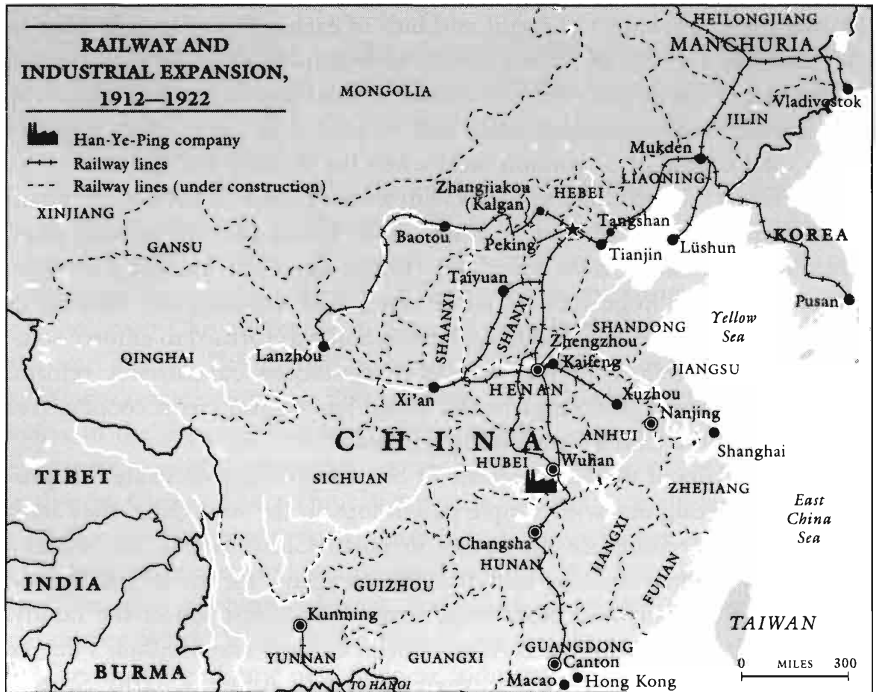 RAILWAY AND
INDUSTRIAL EXPANSION,
1912—1922
Han-Ye-Ping company
Railway lines
Railway lines (under construction)
HEILONGJIANG
MANCHURIA
MONGOLIA
Vladivostok
JILIN
Mukden
LIAONING
Zhangjiakou
(Kalgan)
HEBEI
XINJIANG
Tangshan
GANSU
Baotou
Peking
Tianjin
Lüshun
KOREA
Taiyuan
SHAANXI
SHANXI
Pusan
SHANDONG
Yellow
Sea
Zhengzhou
QINGHAI
Lanzhou
Kaifeng
JIANGSU
Xi'an
HENAN
Xuzhou
Nanjing
CHINA
ANHUI
Shanghai
HUBEI
Wuhan
TIBET
SICHUAN
ZHEJIANG
East
China
Sea
Changsha
HUNAN
JIANGXI
FUJIAN
INDIA
GUIZHOU
Kunming
TAIWAN
BURMA
YUNNAN
GUANGXI
GUANGDONG
Canton
TO HANOI
Macao
Hong Kong
0 MILES 300